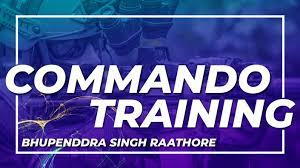 COMMANDO
TRAINING
BHUPENDDRA SINGH RAATHORE